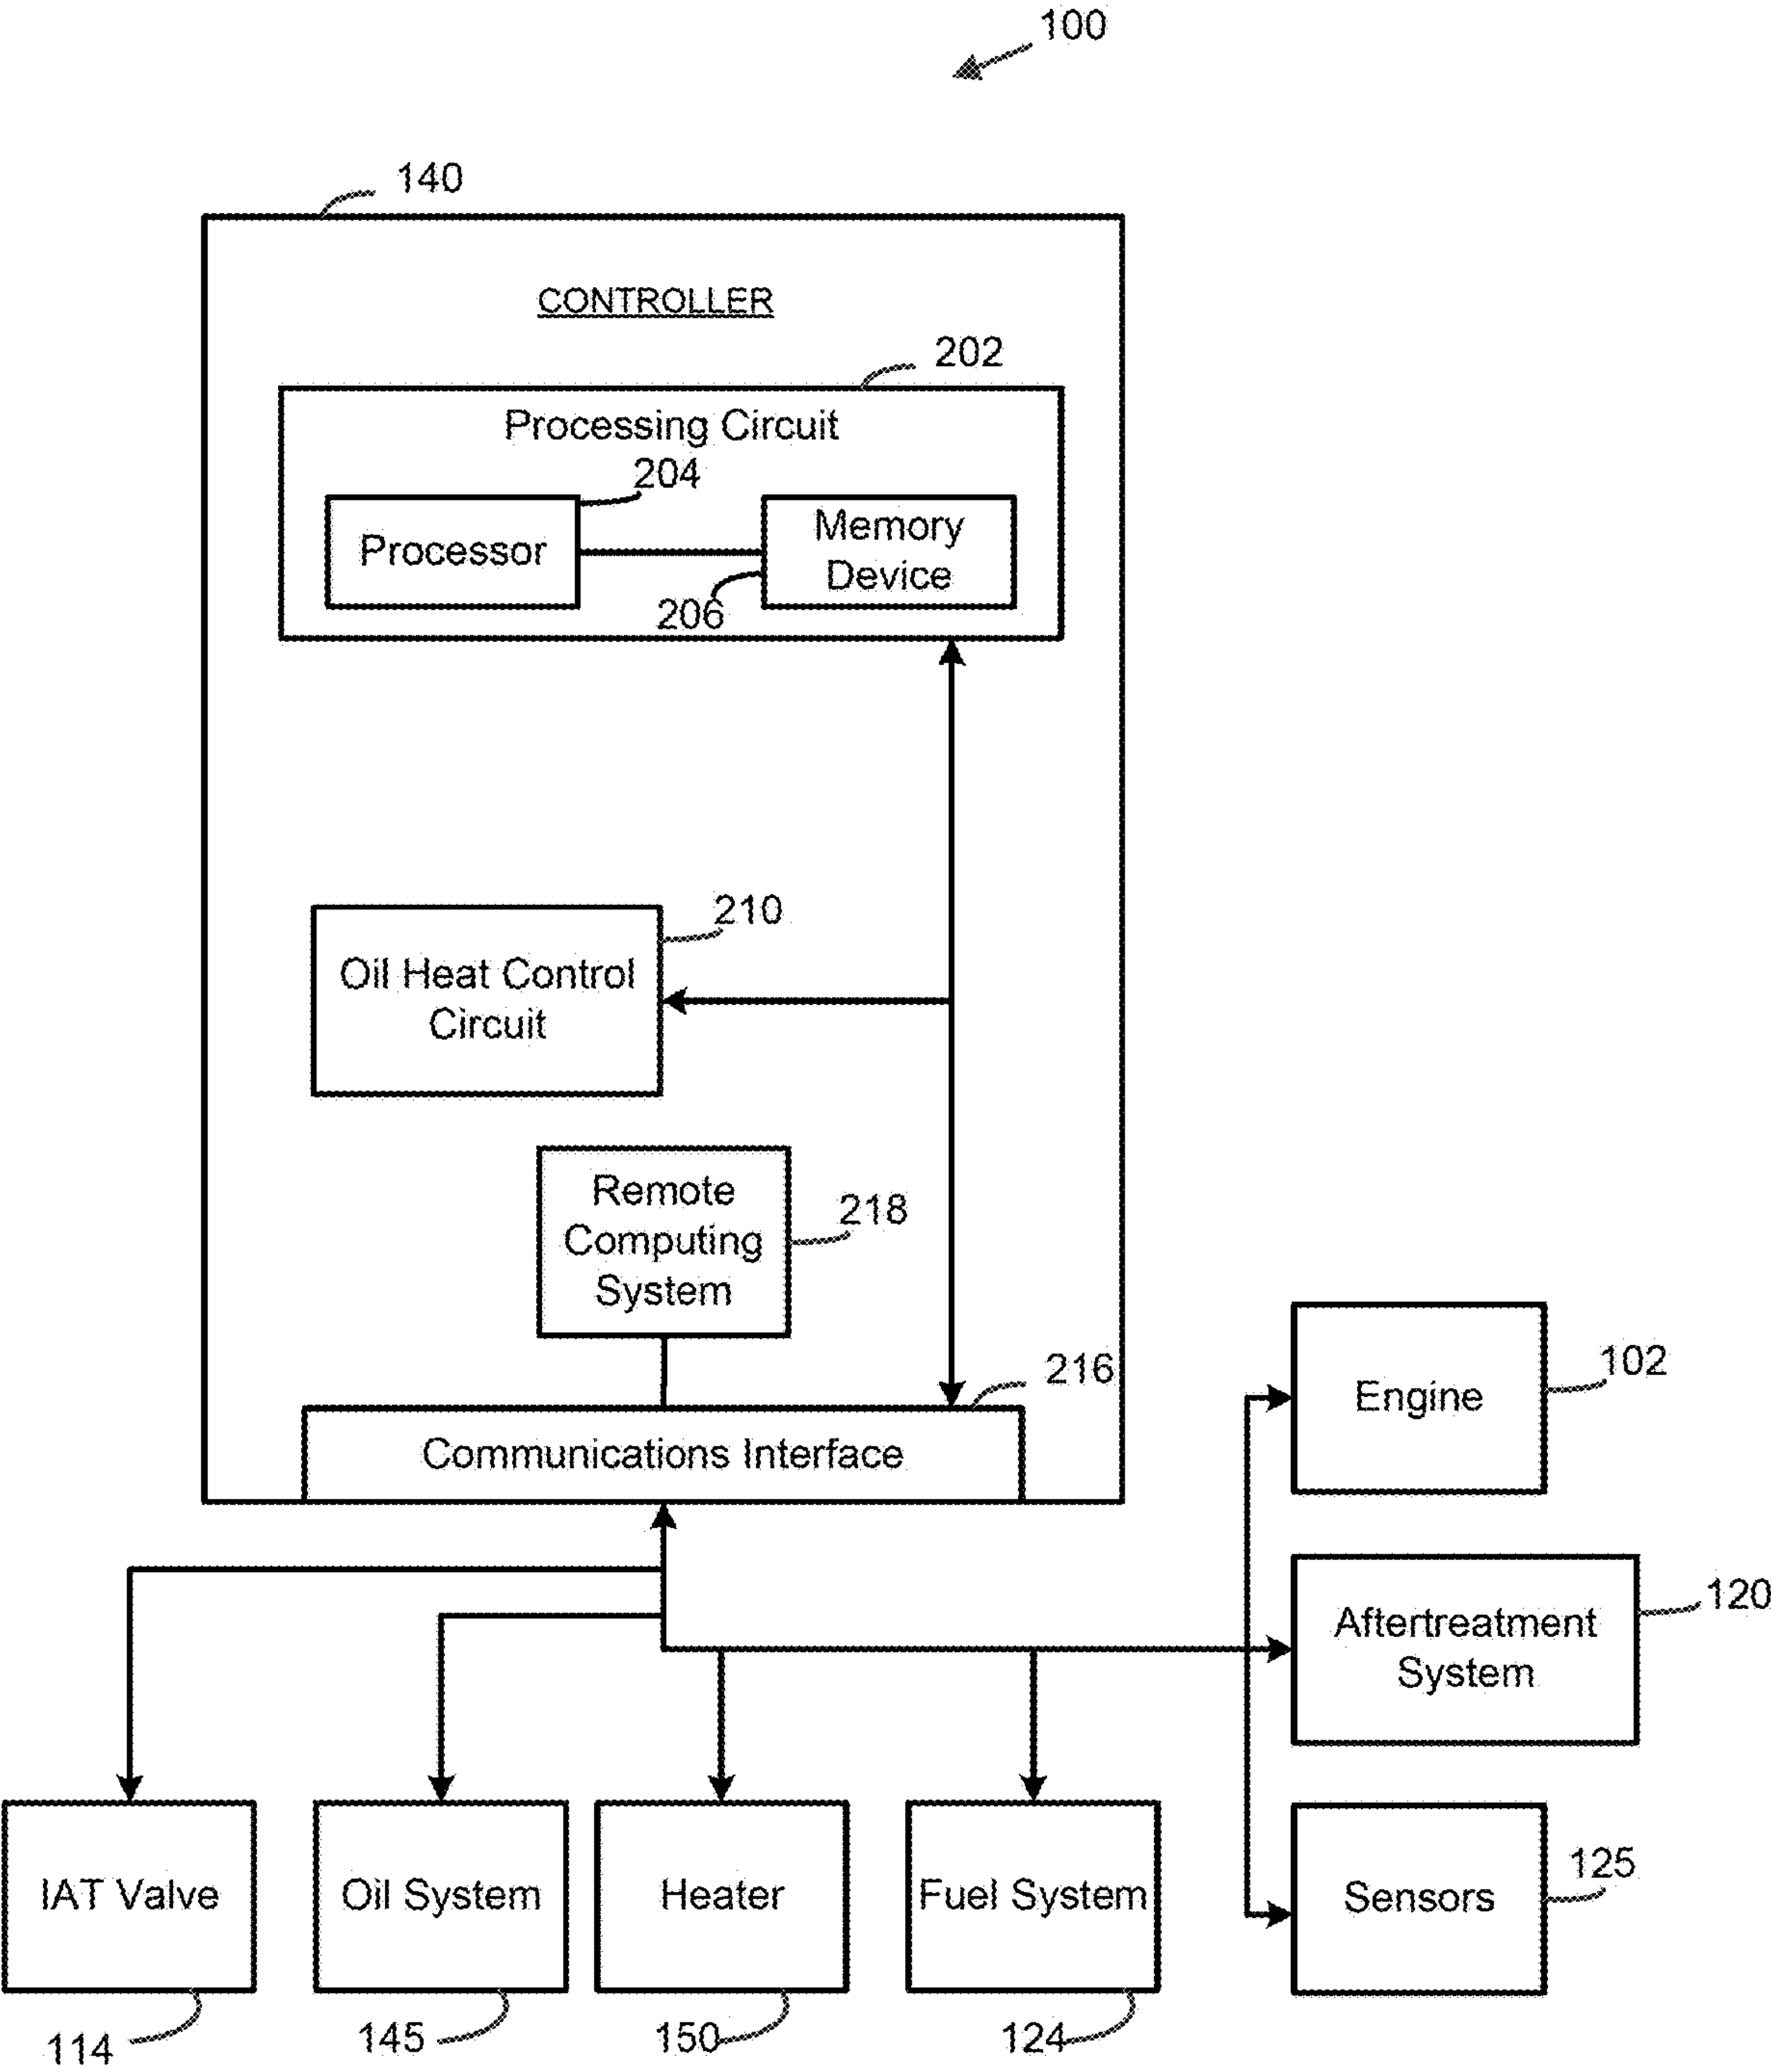 100
140
CONTROLLER
202
Processing Circuit
204
Processor
Memory
Device
206
210
Oil Heat Control
Circuit
Remote
Computing
System
218
216
Communications Interface
Engine
102
Aftertreatment
System
120
IAT Valve
Oil System
Heater
Fuel System
Sensors
125
114
145
150
124